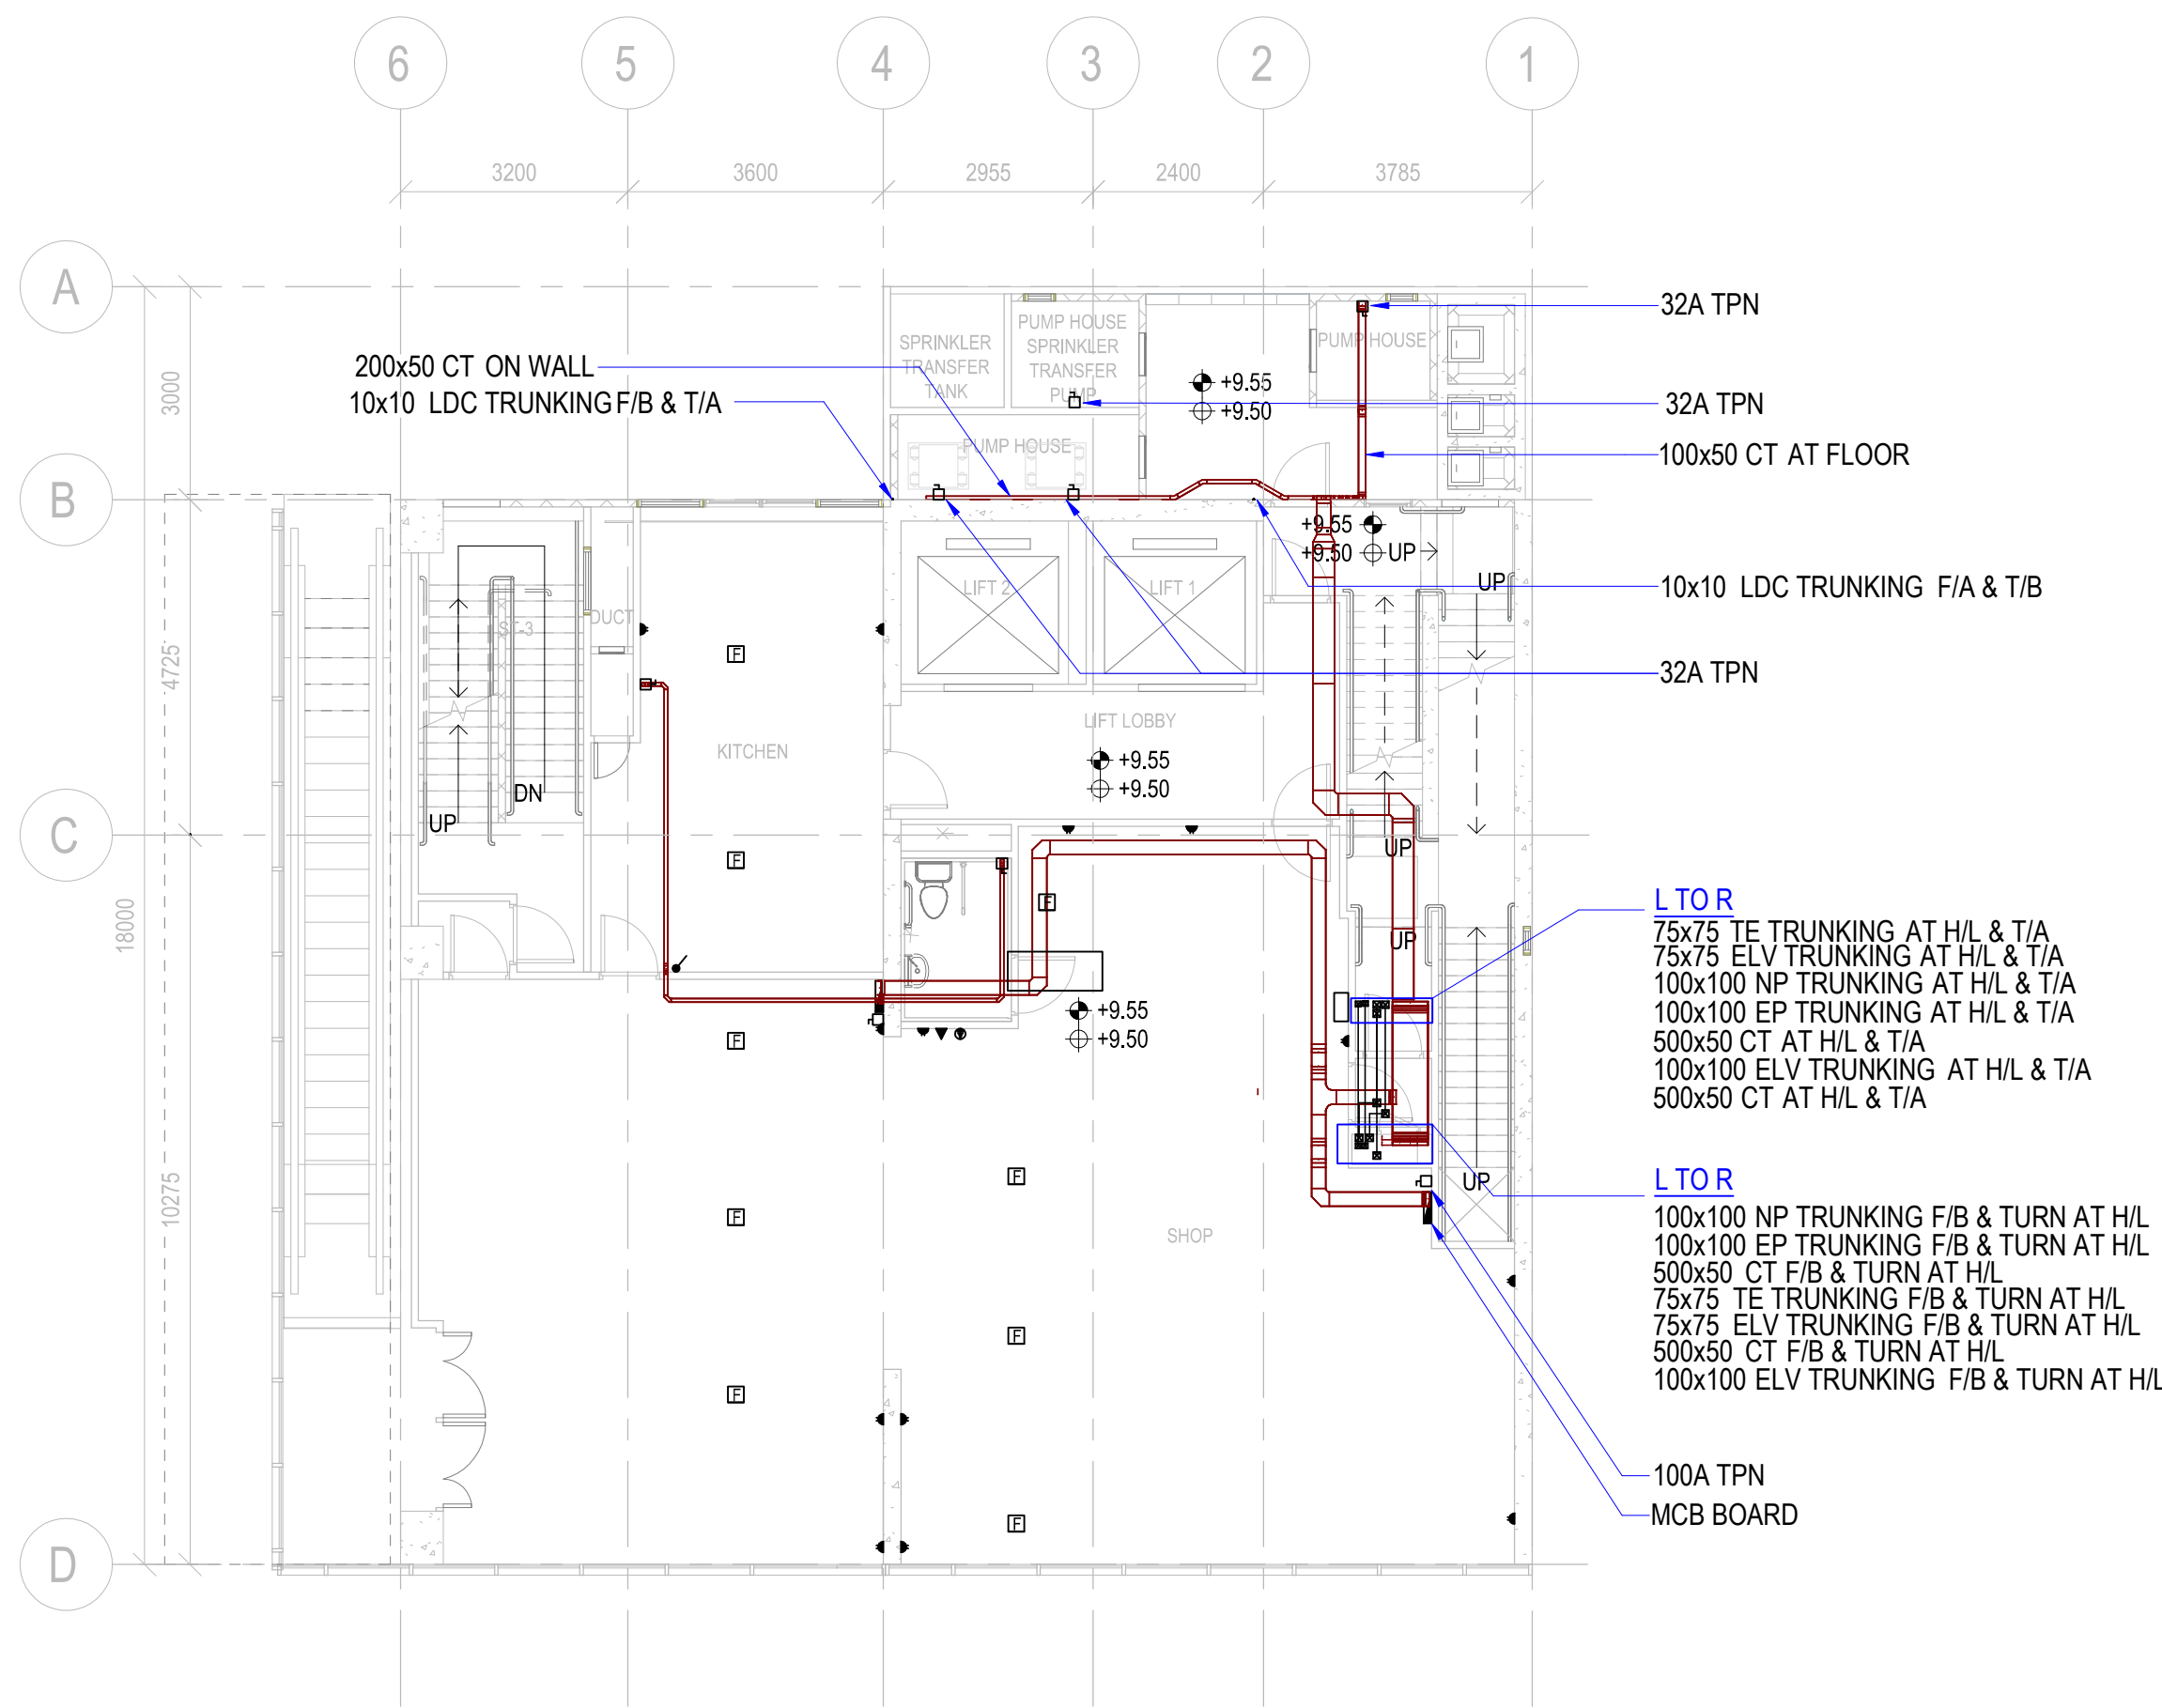 6
5
4
3
2
1
3200
3600
2955
2400
3785
A
B
C
D
3000
4725
18000
10275
200x50 CT ON WALL
10x10 LDC TRUNKING F/B & T/A
SPRINKLER
TRANSFER
TANK
PUMP HOUSE
SPRINKLER
TRANSFER
PUMP
PUMP HOUSE
PUMP HOUSE
+9.55
+9.50
32A TPN
32A TPN
100x50 CT AT FLOOR
+9.55
+9.50
UP
UP
10x10 LDC TRUNKING F/A & T/B
32A TPN
LIFT 2
LIFT 1
ST-3
DUCT
F
LIFT LOBBY
KITCHEN
+9.55
+9.50
DN
UP
UP
F
F
UP
+9.55
+9.50
F
L TO R
75x75 TE TRUNKING AT H/L & T/A
75x75 ELV TRUNKING AT H/L & T/A
100x100 NP TRUNKING AT H/L & T/A
100x100 EP TRUNKING AT H/L & T/A
500x50 CT AT H/L & T/A
100x100 ELV TRUNKING AT H/L & T/A
500x50 CT AT H/L & T/A
F
UP
F
SHOP
L TO R
100x100 NP TRUNKING F/B & TURN AT H/L
100x100 EP TRUNKING F/B & TURN AT H/L
500x50 CT F/B & TURN AT H/L
75x75 TE TRUNKING F/B & TURN AT H/L
75x75 ELV TRUNKING F/B & TURN AT H/L
500x50 CT F/B & TURN AT H/L
100x100 ELV TRUNKING F/B & TURN AT H/L
F
F
100A TPN
MCB BOARD
F